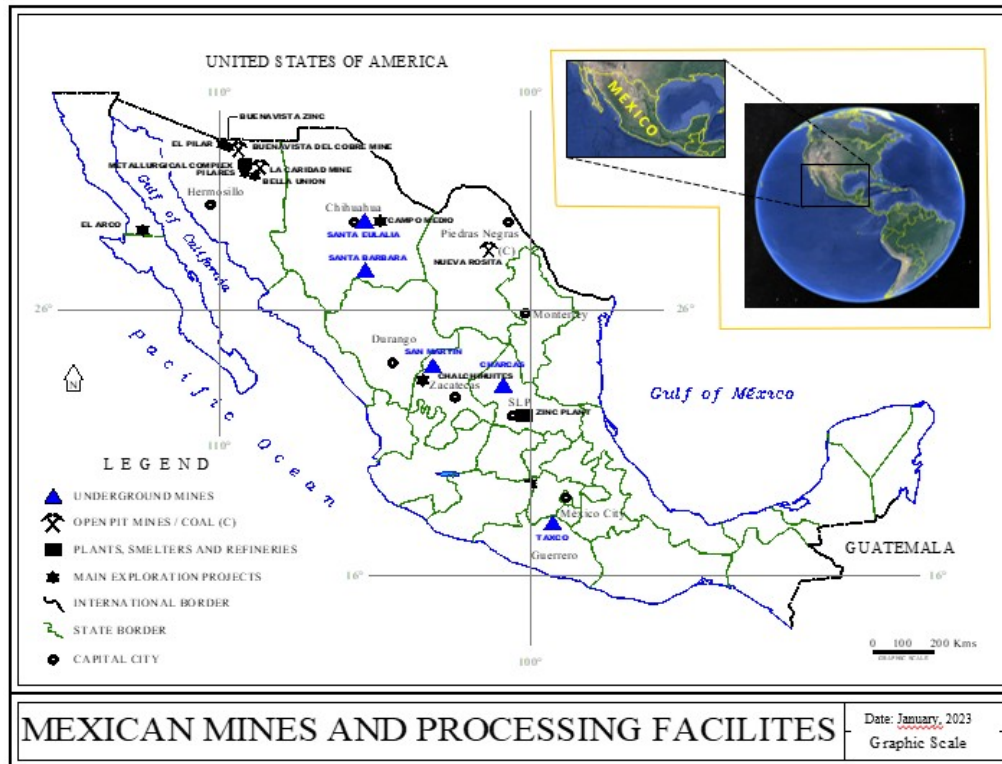 UNITED STATES OF AMERICA
110°
100°
MEXICO
BUENAVISTA ZINC
EL PILAR
BUENAVISTA DEL COBRE MINE
METALLURGICAL COMPLEX
LA CARIDAD MINE
PILARES
BELLA UNION
Hermosillo
Gulf of California
EL ARCO
Chihuahua
CAMPO MEDIO
SANTA EULALIA
Piedras Negras
(C)
NUEVA ROSITA
SANTA BARBARA
26°
26°
Monterrey
Durango
SAN MARTIN
CHARCAS
CHALCHIHUITES
Zacatecas
SLP
ZINC PLANT
Pacific Ocean
N
Gulf of México
110°
Mexico City
TAXCO
Guerrero
GUATEMALA
16°
16°
100°
LEGEND
UNDERGROUND MINES
OPEN PIT MINES / COAL (C)
PLANTS, SMELTERS AND REFINERIES
MAIN EXPLORATION PROJECTS
INTERNATIONAL BORDER
STATE BORDER
CAPITAL CITY
0 100 200 Kms
GRAPHIC SCALE
MEXICAN MINES AND PROCESSING FACILITES
Date: January, 2023
Graphic Scale